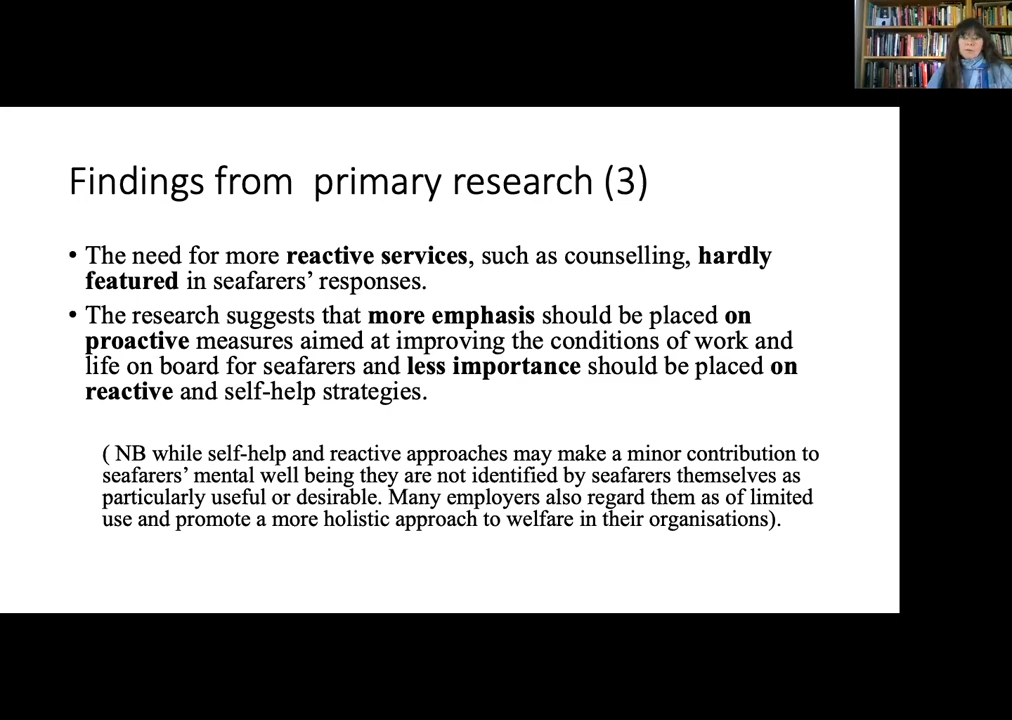 Findings from  primary research (3)
• The need for more reactive services, such as counselling, hardly
featured in seafarers’ responses.
• The research suggests that more emphasis should be placed on
proactive measures aimed at improving the conditions of work and
life on board for seafarers and less importance should be placed on
reactive and self-help strategies.
( NB while self-help and reactive approaches may make a minor contribution to
seafarers’ mental well being they are not identified by seafarers themselves as
particularly useful or desirable. Many employers also regard them as of limited
use and promote a more holistic approach to welfare in their organisations).